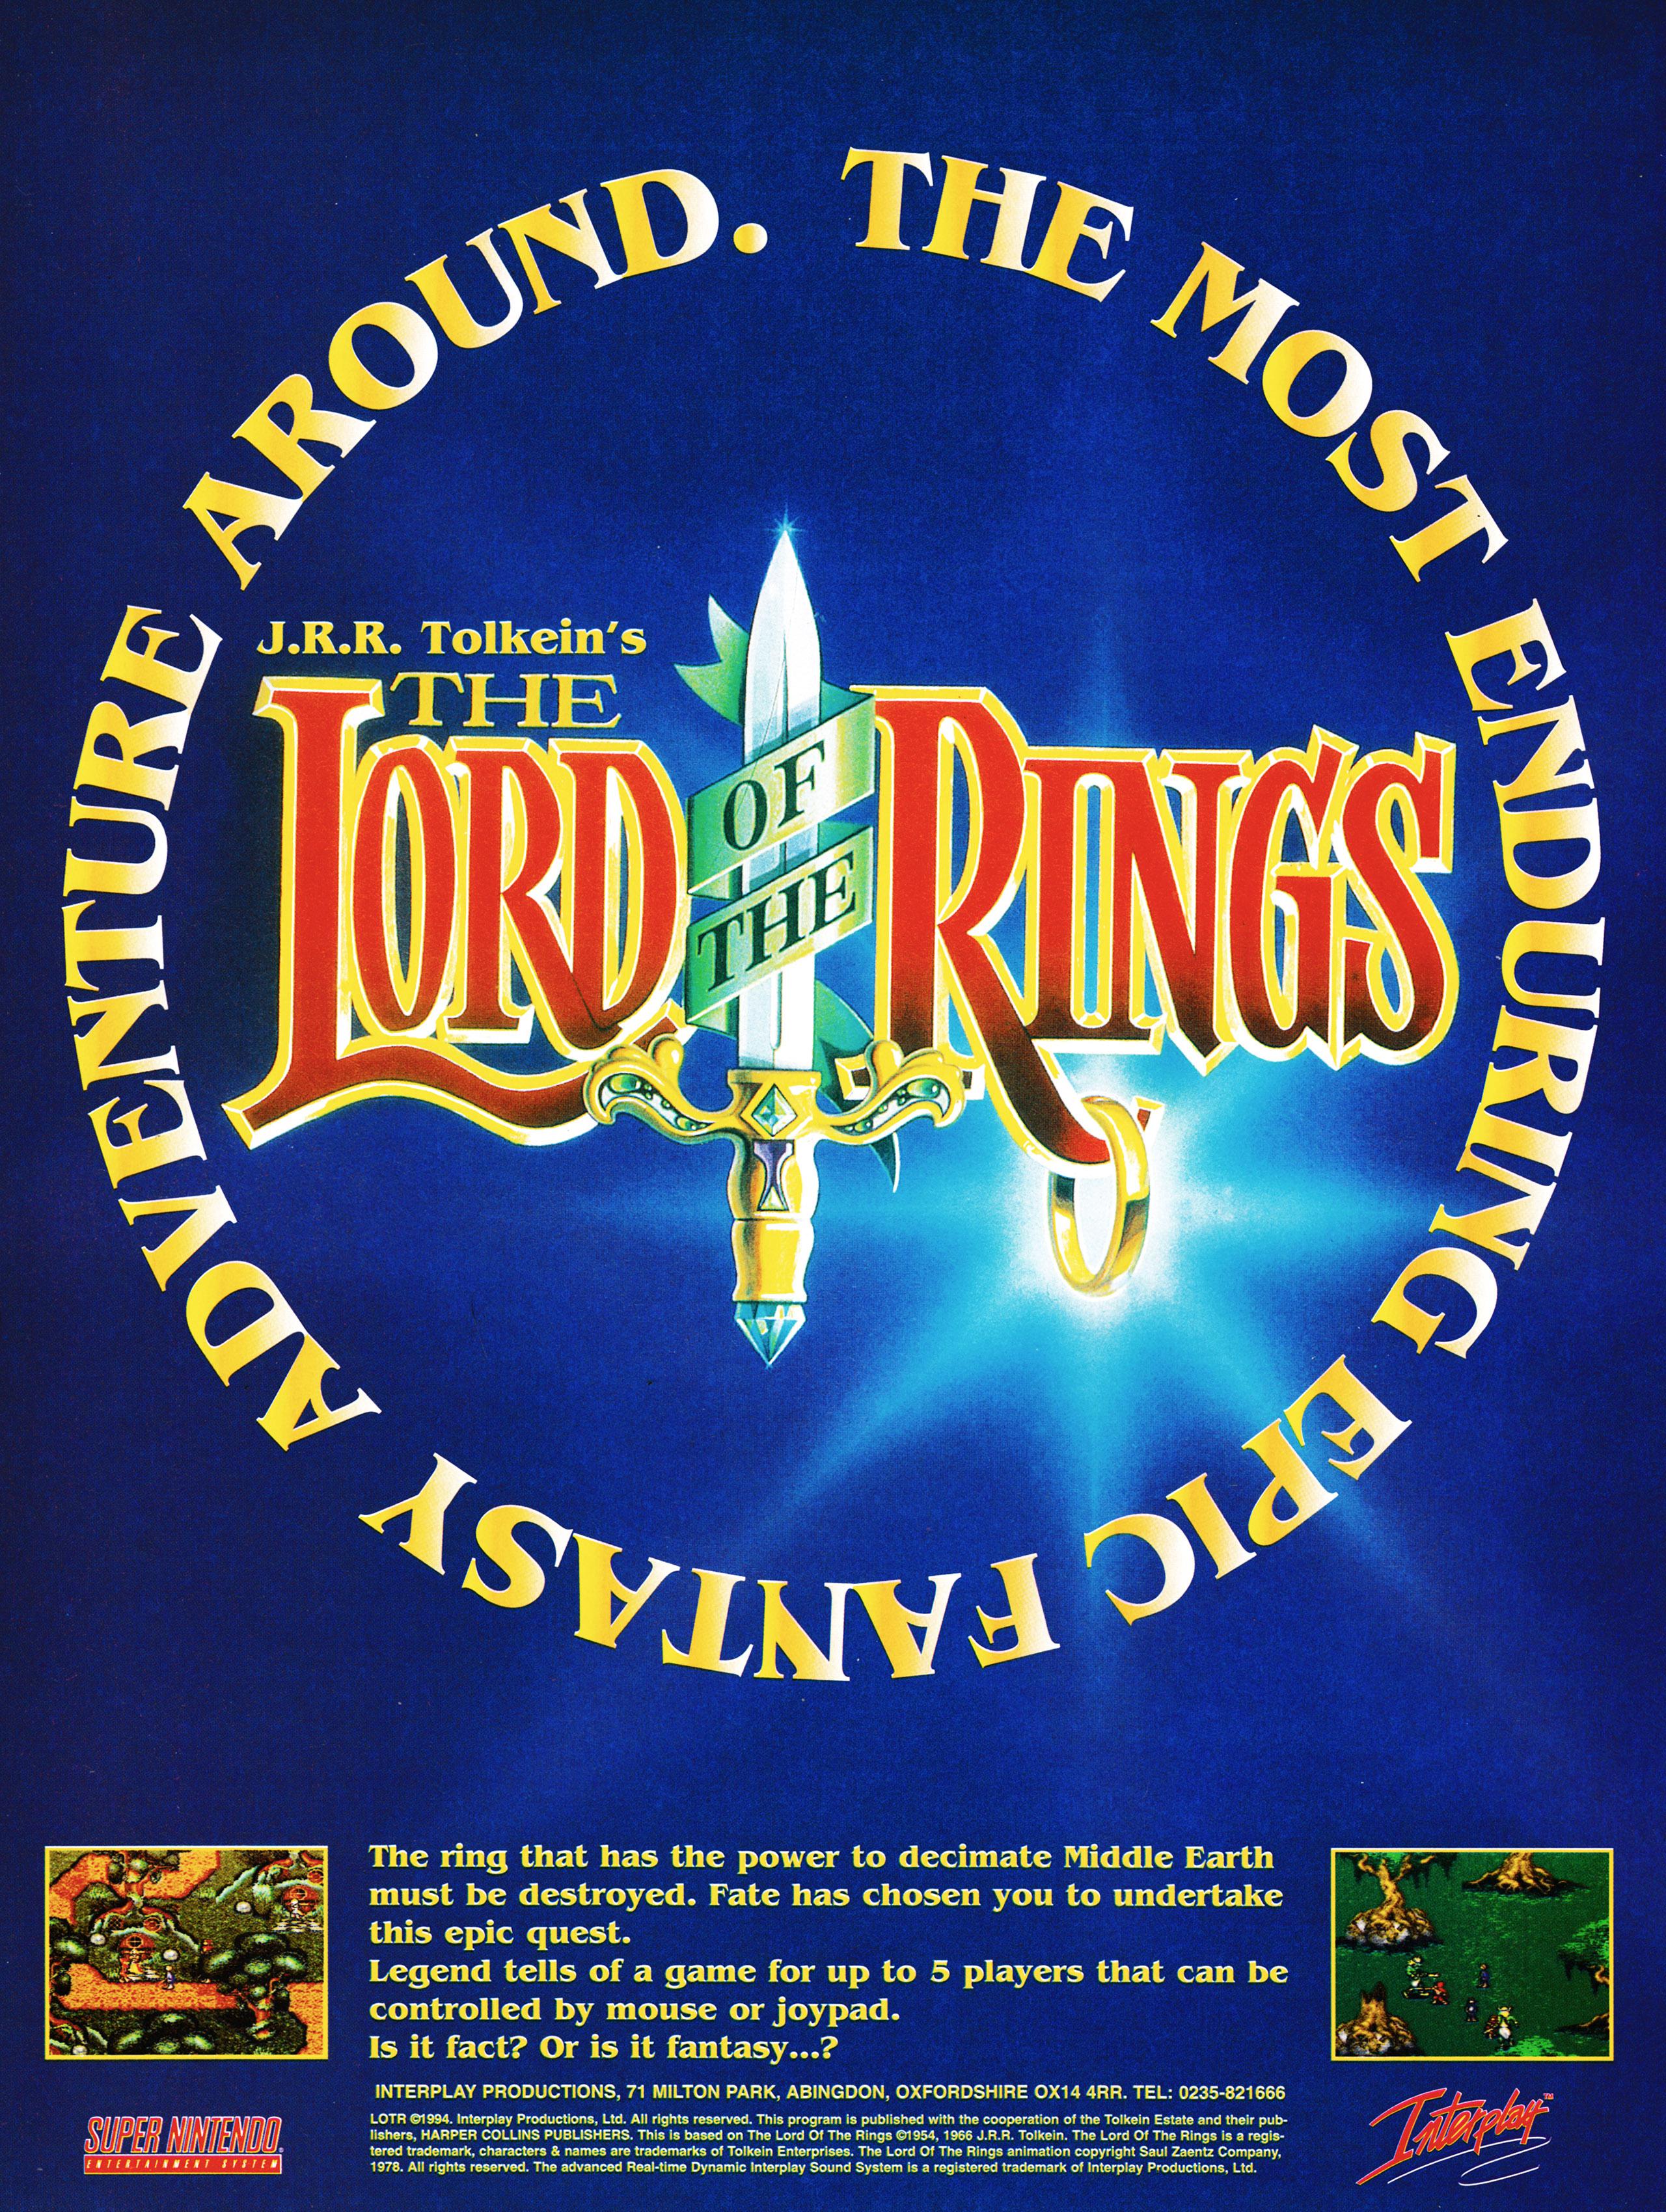 THE MOST ENDURING EPIC FANTASY ADVENTURE AROUND.
J.R.R. Tolkein's
THE
LORD
OF
THE
RINGS
The ring that has the power to decimate Middle Earth
must be destroyed. Fate has chosen you to undertake
this epic quest.
Legend tells of a game for up to 5 players that can be
controlled by mouse or joypad.
Is it fact? Or is it fantasy...?
INTERPLAY PRODUCTIONS, 71 MILTON PARK, ABINGDON, OXFORDSHIRE OX14 4RR. TEL: 0235-821666
LOTR ©1994. Interplay Productions, Ltd. All rights reserved. This program is published with the cooperation of the Tolkein Estate and their pub-
lishers, HARPER COLLINS PUBLISHERS. This is based on The Lord Of The Rings ©1954, 1966 J.R.R. Tolkein. The Lord Of The Rings is a regis-
tered trademark, characters & names are trademarks of Tolkein Enterprises. The Lord Of The Rings animation copyright Saul Zaentz Company,
1978. All rights reserved. The advanced Real-time Dynamic Interplay Sound System is a registered trademark of Interplay Productions, Ltd.
SUPER NINTENDO®
ENTERTAINMENT SYSTEM
Interplay™